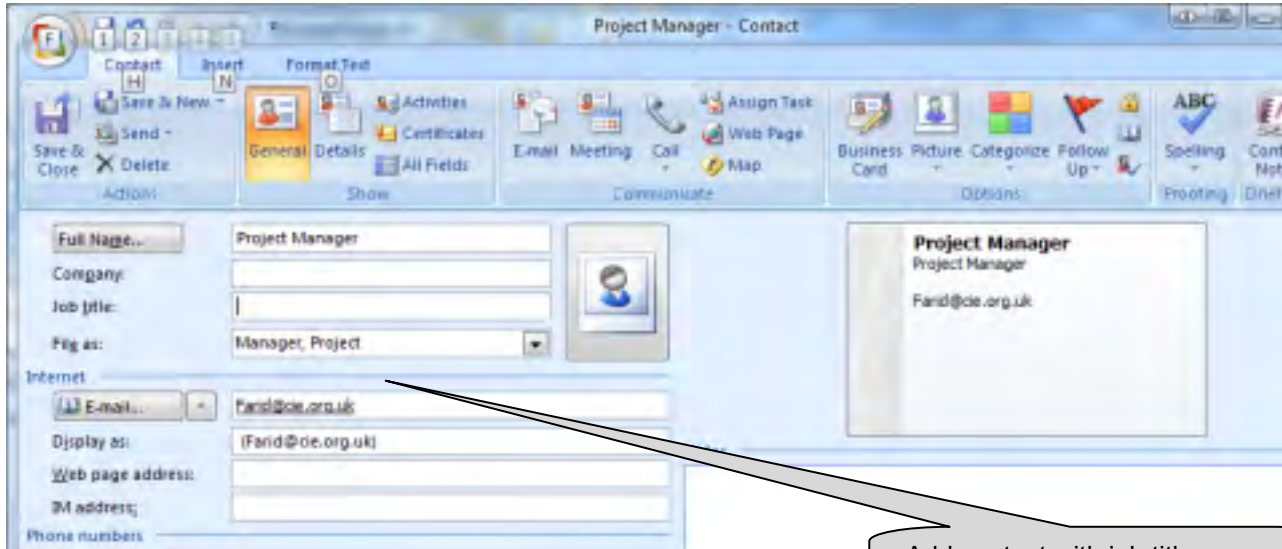 Project Manager - Contact
F 1 2
Contact Insert Format Text
H N O
Save & Close
Save & New
Send
Delete
Actions
General
Details
Activities
Certificates
All Fields
Show
E-mail
Meeting
Call
Assign Task
Web Page
Map
Communicate
Business Card
Picture
Categorize
Follow Up
Options
ABC
Spelling
Proofing
Full Name... Project Manager
Company:
Job title:
File as: Manager, Project
Internet
E-mail... Farid@cie.org.uk
Display as: (Farid@cie.org.uk)
Web page address:
IM address:
Phone numbers
Project Manager
Project Manager
Farid@cie.org.uk